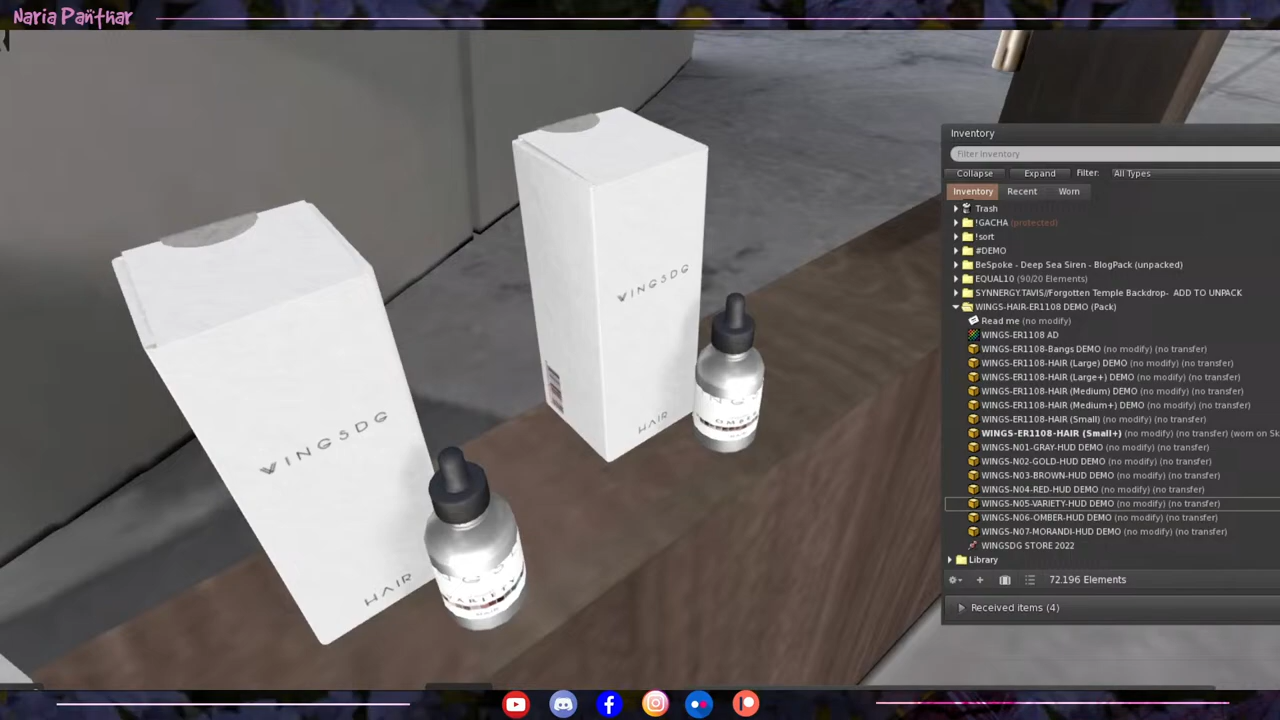 Naria Panthar
WINGSDG
HAIR
VARIETY
HAIR
WINGSDG
HAIR
OMBER
Inventory
Filter Inventory
Collapse Expand Filter: All Types
Inventory Recent Worn
Trash
!GACHA (protected)
!sort
#DEMO
BeSpoke - Deep Sea Siren - BlogPack (unpacked)
EQUAL10 (90/20 Elements)
SYNNERGY.TAVIS//Forgotten Temple Backdrop- ADD TO UNPACK
WINGS-HAIR-ER1108 DEMO (Pack)
Read me (no modify)
WINGS-ER1108 AD
WINGS-ER1108-Bangs DEMO (no modify) (no transfer)
WINGS-ER1108-HAIR (Large) DEMO (no modify) (no transfer)
WINGS-ER1108-HAIR (Large+) DEMO (no modify) (no transfer)
WINGS-ER1108-HAIR (Medium) DEMO (no modify) (no transfer)
WINGS-ER1108-HAIR (Medium+) DEMO (no modify) (no transfer)
WINGS-ER1108-HAIR (Small) (no modify) (no transfer)
WINGS-ER1108-HAIR (Small+) (no modify) (no transfer) (worn on Sk
WINGS-N01-GRAY-HUD DEMO (no modify) (no transfer)
WINGS-N02-GOLD-HUD DEMO (no modify) (no transfer)
WINGS-N03-BROWN-HUD DEMO (no modify) (no transfer)
WINGS-N04-RED-HUD DEMO (no modify) (no transfer)
WINGS-N05-VARIETY-HUD DEMO (no modify) (no transfer)
WINGS-N06-OMBER-HUD DEMO (no modify) (no transfer)
WINGS-N07-MORANDI-HUD DEMO (no modify) (no transfer)
WINGSDG STORE 2022
Library
72.196 Elements
Received items (4)